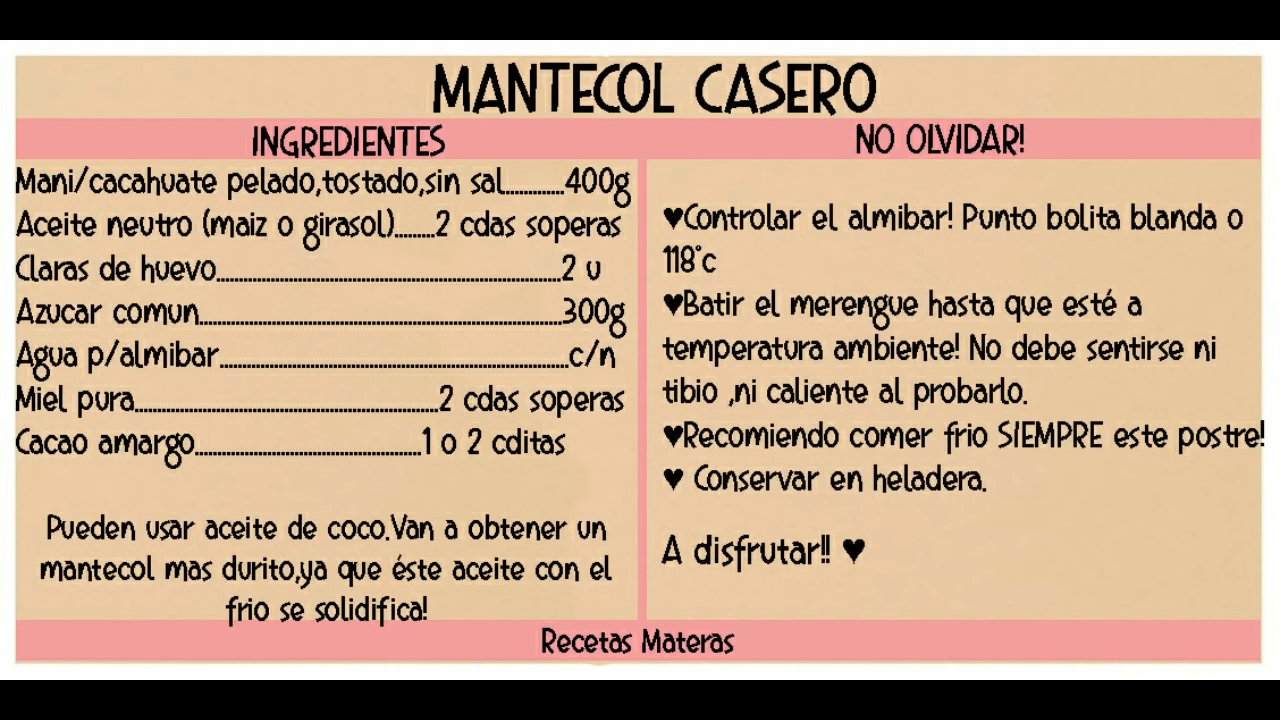 MANTECOL CASERO
INGREDIENTES
Mani/cacahuate pelado,tostado,sin sal............400g
Aceite neutro (maiz o girasol)........2 cdas soperas
Claras de huevo......................................................................2 u
Azucar comun.........................................................................300g
Agua p/almibar......................................................................c/n
Miel pura.............................................................2 cdas soperas
Cacao amargo.............................................1 o 2 cditas
Pueden usar aceite de coco.Van a obtener un
mantecol mas durito,ya que éste aceite con el
frio se solidifica!
NO OLVIDAR!
♥Controlar el almibar! Punto bolita blanda o
118°c
♥Batir el merengue hasta que esté a
temperatura ambiente! No debe sentirse ni
tibio ,ni caliente al probarlo.
♥Recomiendo comer frio SIEMPRE este postre!
♥ Conservar en heladera.
A disfrutar!! ♥
Recetas Materas